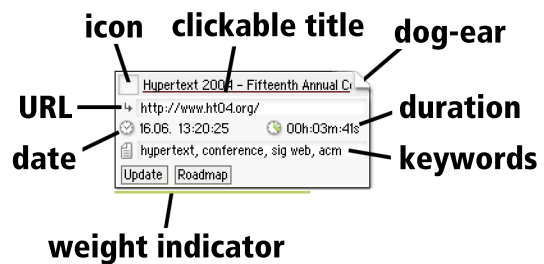 icon
clickable title
dog-ear
Hypertext 2004 - Fifteenth Annual C
URL
http://www.ht04.org/
duration
date
16.06. 13:20:25
00h:03m:41s
keywords
hypertext, conference, sig web, acm
Update
Roadmap
weight indicator